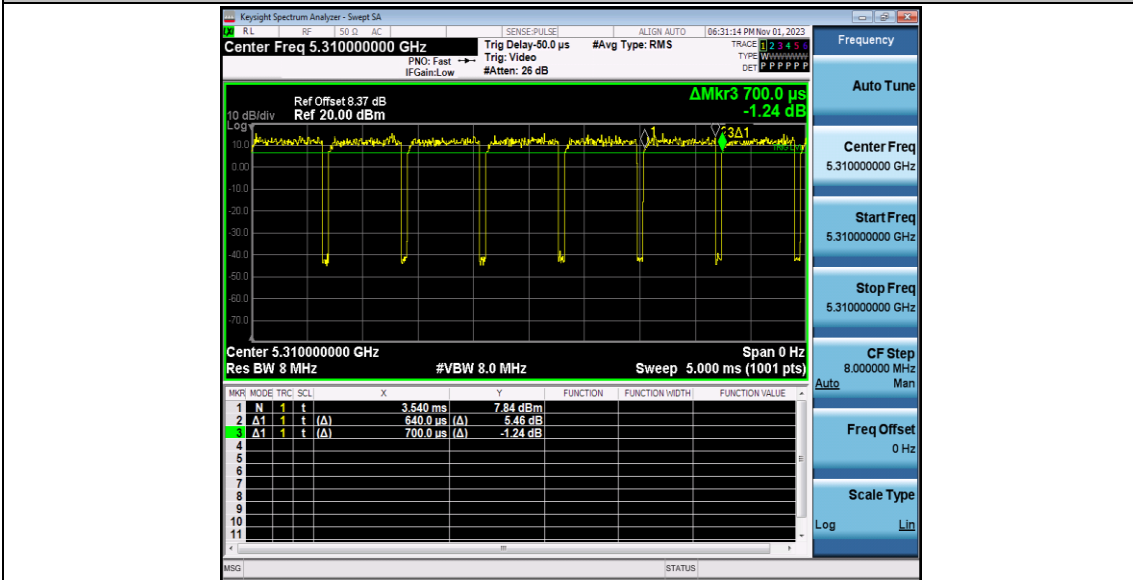 Keysight Spectrum Analyzer - Swept SA
RL RF 50 Ω AC SENSE:PULSE ALIGN AUTO 06:31:14 PM Nov 01, 2023
Center Freq 5.310000000 GHz
PNO: Fast
IFGain:Low
Trig Delay-50.0 µs
Trig: Video
#Atten: 26 dB
#Avg Type: RMS
TRACE 1 2 3 4 5 6
TYPE W
DET P P P P P P
ΔMkr3 700.0 µs
-1.24 dB
Ref Offset 8.37 dB
10 dB/div Ref 20.00 dBm
Log
10.0
0.00
-10.0
-20.0
-30.0
-40.0
-50.0
-60.0
-70.0
1
3Δ1
Center 5.310000000 GHz Span 0 Hz
Res BW 8 MHz #VBW 8.0 MHz Sweep 5.000 ms (1001 pts)
MKR MODE TRC SCL X Y FUNCTION FUNCTION WIDTH FUNCTION VALUE
1 N 1 t 3.540 ms 7.84 dBm
2 Δ1 1 t (Δ) 640.0 µs (Δ) 5.46 dB
3 Δ1 1 t (Δ) 700.0 µs (Δ) -1.24 dB
4
5
6
7
8
9
10
11
MSG STATUS
Frequency
Auto Tune
Center Freq
5.310000000 GHz
Start Freq
5.310000000 GHz
Stop Freq
5.310000000 GHz
CF Step
8.000000 MHz
Auto Man
Freq Offset
0 Hz
Scale Type
Log Lin